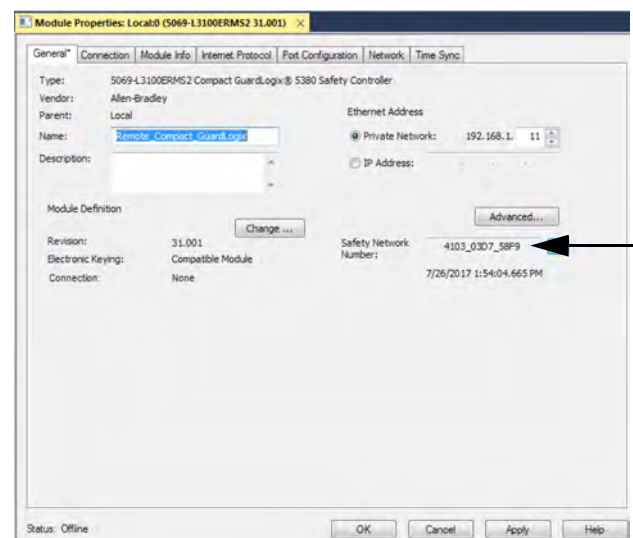 Module Properties: Local:0 (5069-L3100ERMS2 31.001) ×
General* Connection Module Info Internet Protocol Port Configuration Network Time Sync
Type: 5069-L3100ERMS2 Compact GuardLogix® 5380 Safety Controller
Vendor: Allen-Bradley
Parent: Local
Ethernet Address
Name: Remote_Compact_GuardLogix
Private Network: 192.168.1. 11
Description:
IP Address: . . .
Module Definition
Change ...
Advanced...
Revision: 31.001
Safety Network Number: 4103_03D7_58F9
Electronic Keying: Compatible Module
Connection: None
7/26/2017 1:54:04.665 PM
Status: Offline
OK Cancel Apply Help